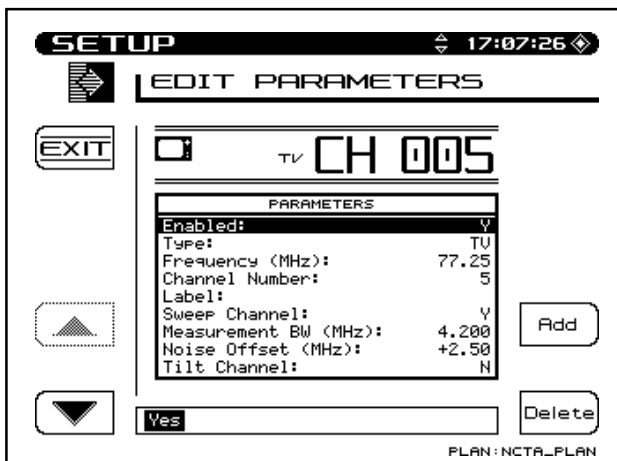 SETUP 17:07:26
EDIT PARAMETERS
EXIT
TV CH 005
PARAMETERS
Enabled: Y
Type: TV
Frequency (MHz): 77.25
Channel Number: 5
Label:
Sweep Channel: Y
Measurement BW (MHz): 4.200
Noise Offset (MHz): +2.50
Tilt Channel: N
Add
Yes
Delete
PLAN:NCTA_PLAN